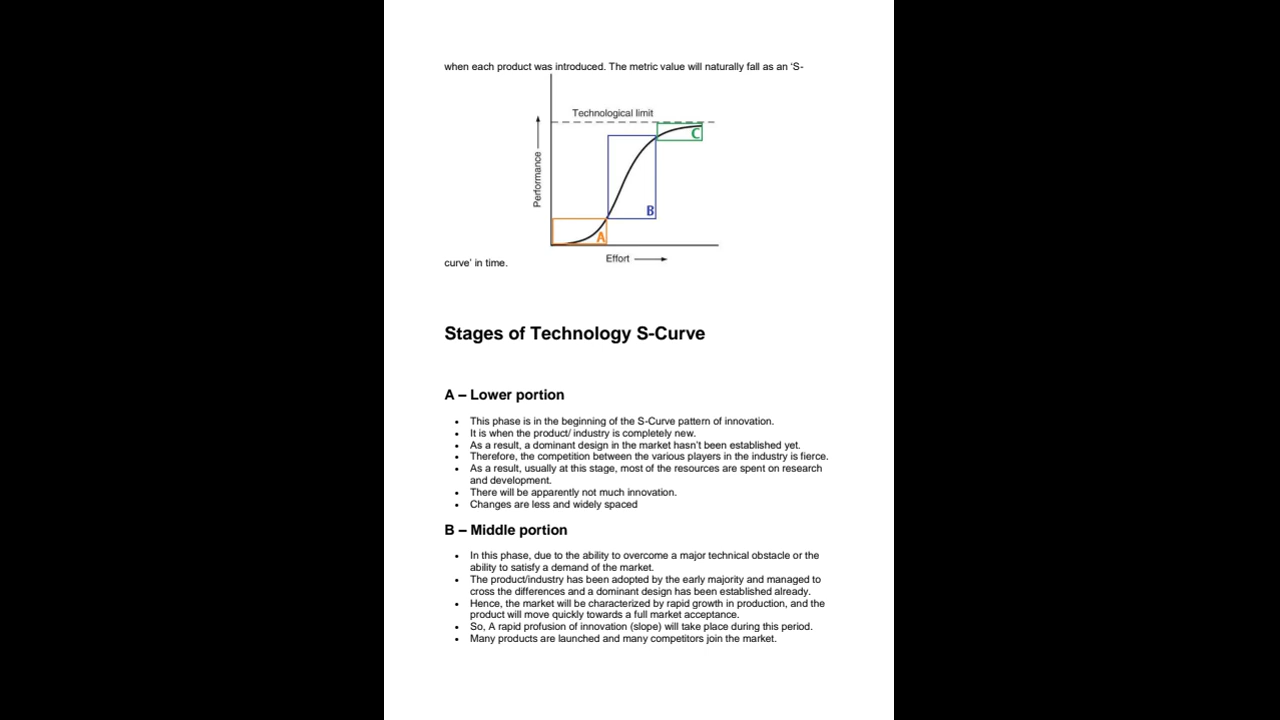 when each product was introduced. The metric value will naturally fall as an ‘S-
Technological limit
C
Performance
B
A
Effort
curve’ in time.
Stages of Technology S-Curve
A – Lower portion
• This phase is in the beginning of the S-Curve pattern of innovation.
• It is when the product/ industry is completely new.
• As a result, a dominant design in the market hasn’t been established yet.
• Therefore, the competition between the various players in the industry is fierce.
• As a result, usually at this stage, most of the resources are spent on research
and development.
• There will be apparently not much innovation.
• Changes are less and widely spaced
B – Middle portion
• In this phase, due to the ability to overcome a major technical obstacle or the
ability to satisfy a demand of the market.
• The product/industry has been adopted by the early majority and managed to
cross the differences and a dominant design has been established already.
• Hence, the market will be characterized by rapid growth in production, and the
product will move quickly towards a full market acceptance.
• So, A rapid profusion of innovation (slope) will take place during this period.
• Many products are launched and many competitors join the market.